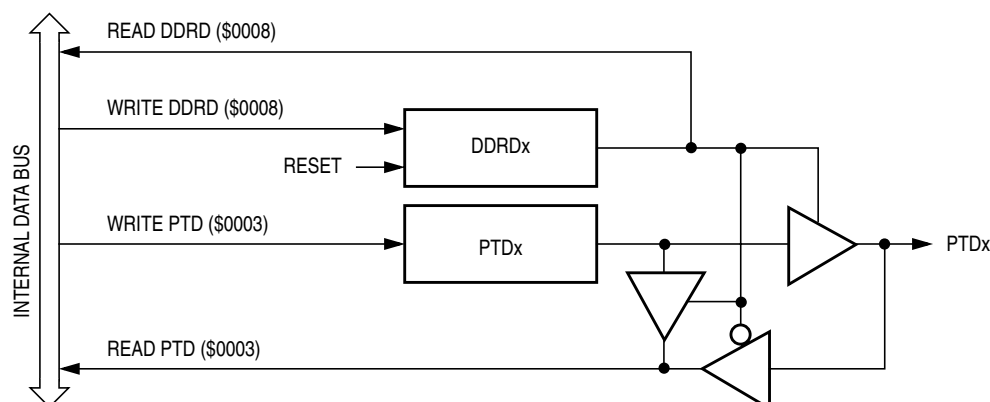 READ DDRD ($0008)
WRITE DDRD ($0008)
DDRDx
RESET
WRITE PTD ($0003)
PTDx
PTDx
READ PTD ($0003)
INTERNAL DATA BUS